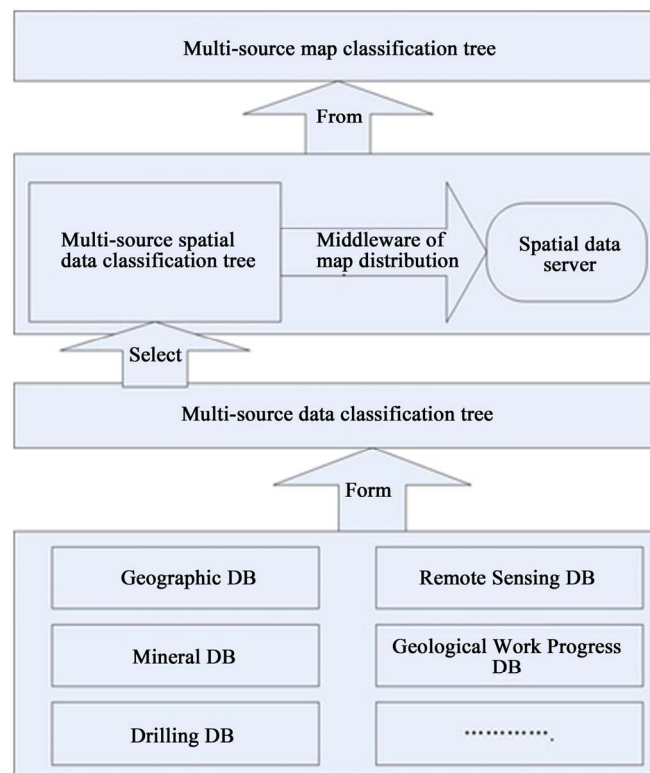 Multi-source map classification tree
From
Multi-source spatial
data classification tree
Middleware of
map distribution
Spatial data
server
Select
Multi-source data classification tree
Form
Geographic DB
Remote Sensing DB
Mineral DB
Geological Work Progress
DB
Drilling DB
………….